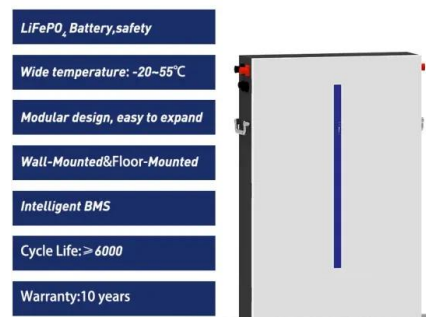 LiFePO₄ Battery,safety
Wide temperature: -20~55℃
Modular design, easy to expand
Wall-Mounted&Floor-Mounted
Intelligent BMS
Cycle Life:≥6000
Warranty:10 years